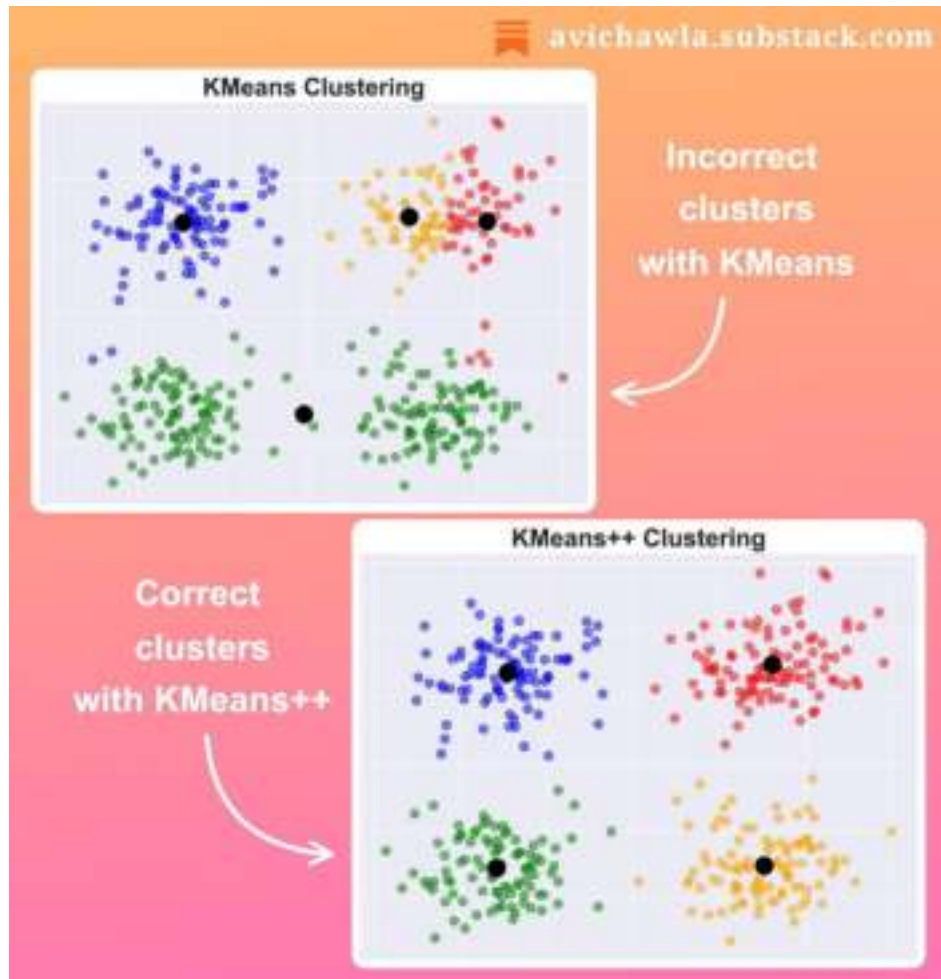 avichawla.substack.com
KMeans Clustering
Incorrect
clusters
with KMeans
KMeans++ Clustering
Correct
clusters
with KMeans++